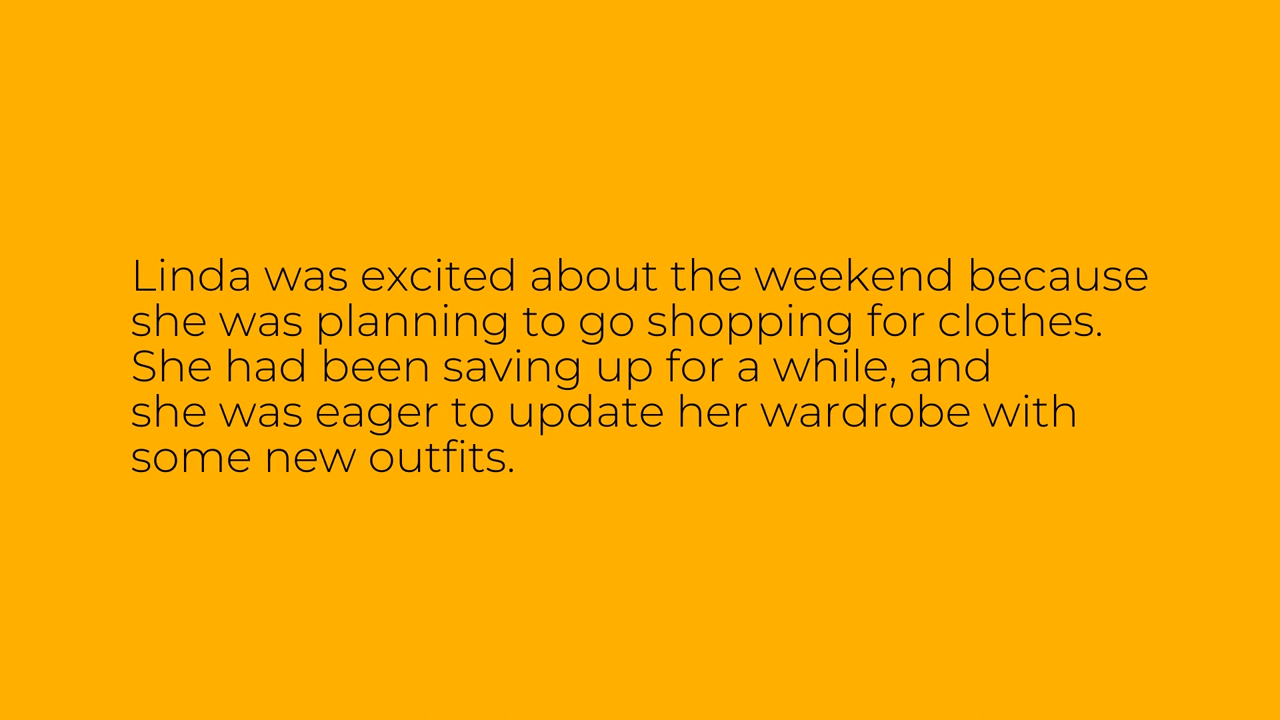 Linda was excited about the weekend because
she was planning to go shopping for clothes.
She had been saving up for a while, and
she was eager to update her wardrobe with
some new outfits.